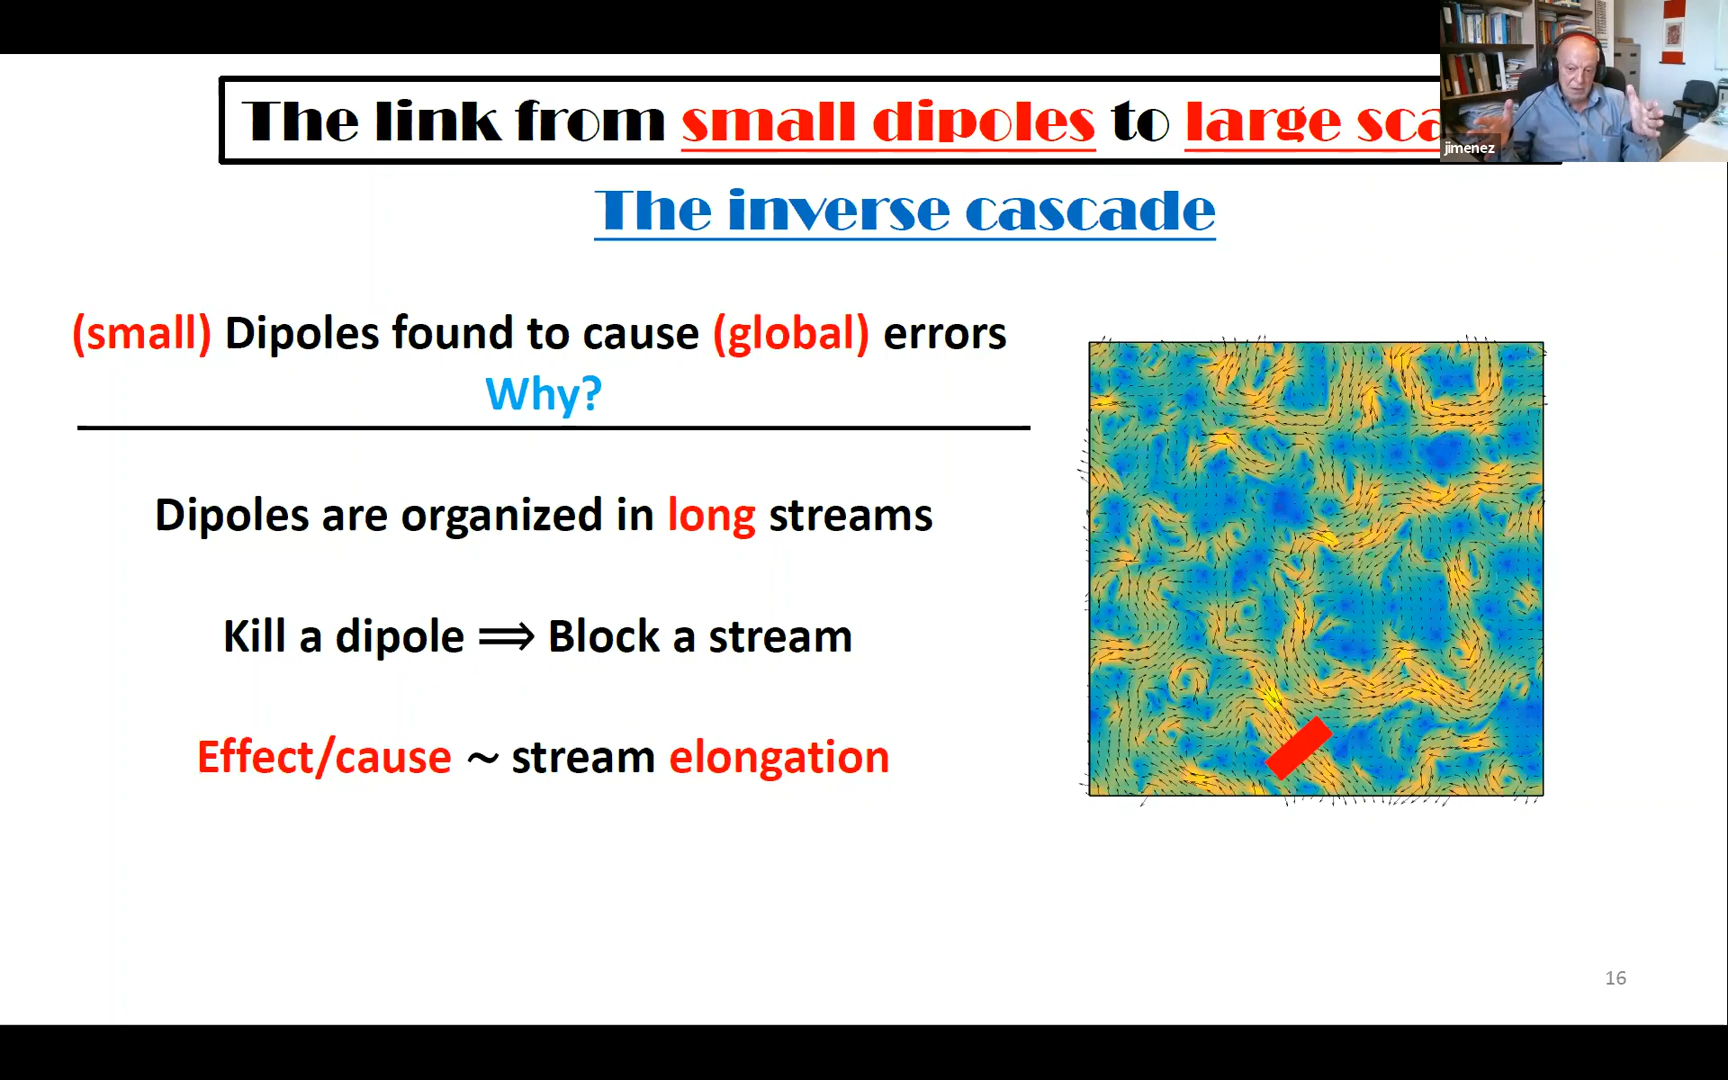 The link from small dipoles to large sca
jimenez
The inverse cascade
(small) Dipoles found to cause (global) errors
Why?
Dipoles are organized in long streams
Kill a dipole ⟹ Block a stream
Effect/cause ~ stream elongation
16